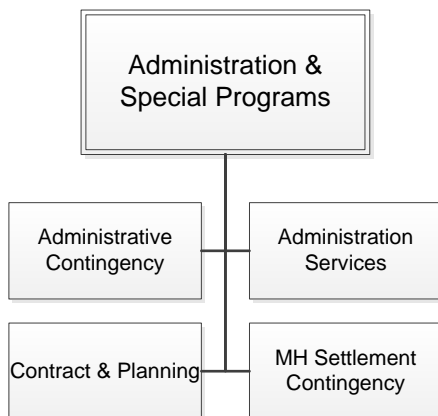 Administration &
Special Programs
Administrative
Contingency
Administration
Services
Contract & Planning
MH Settlement
Contingency